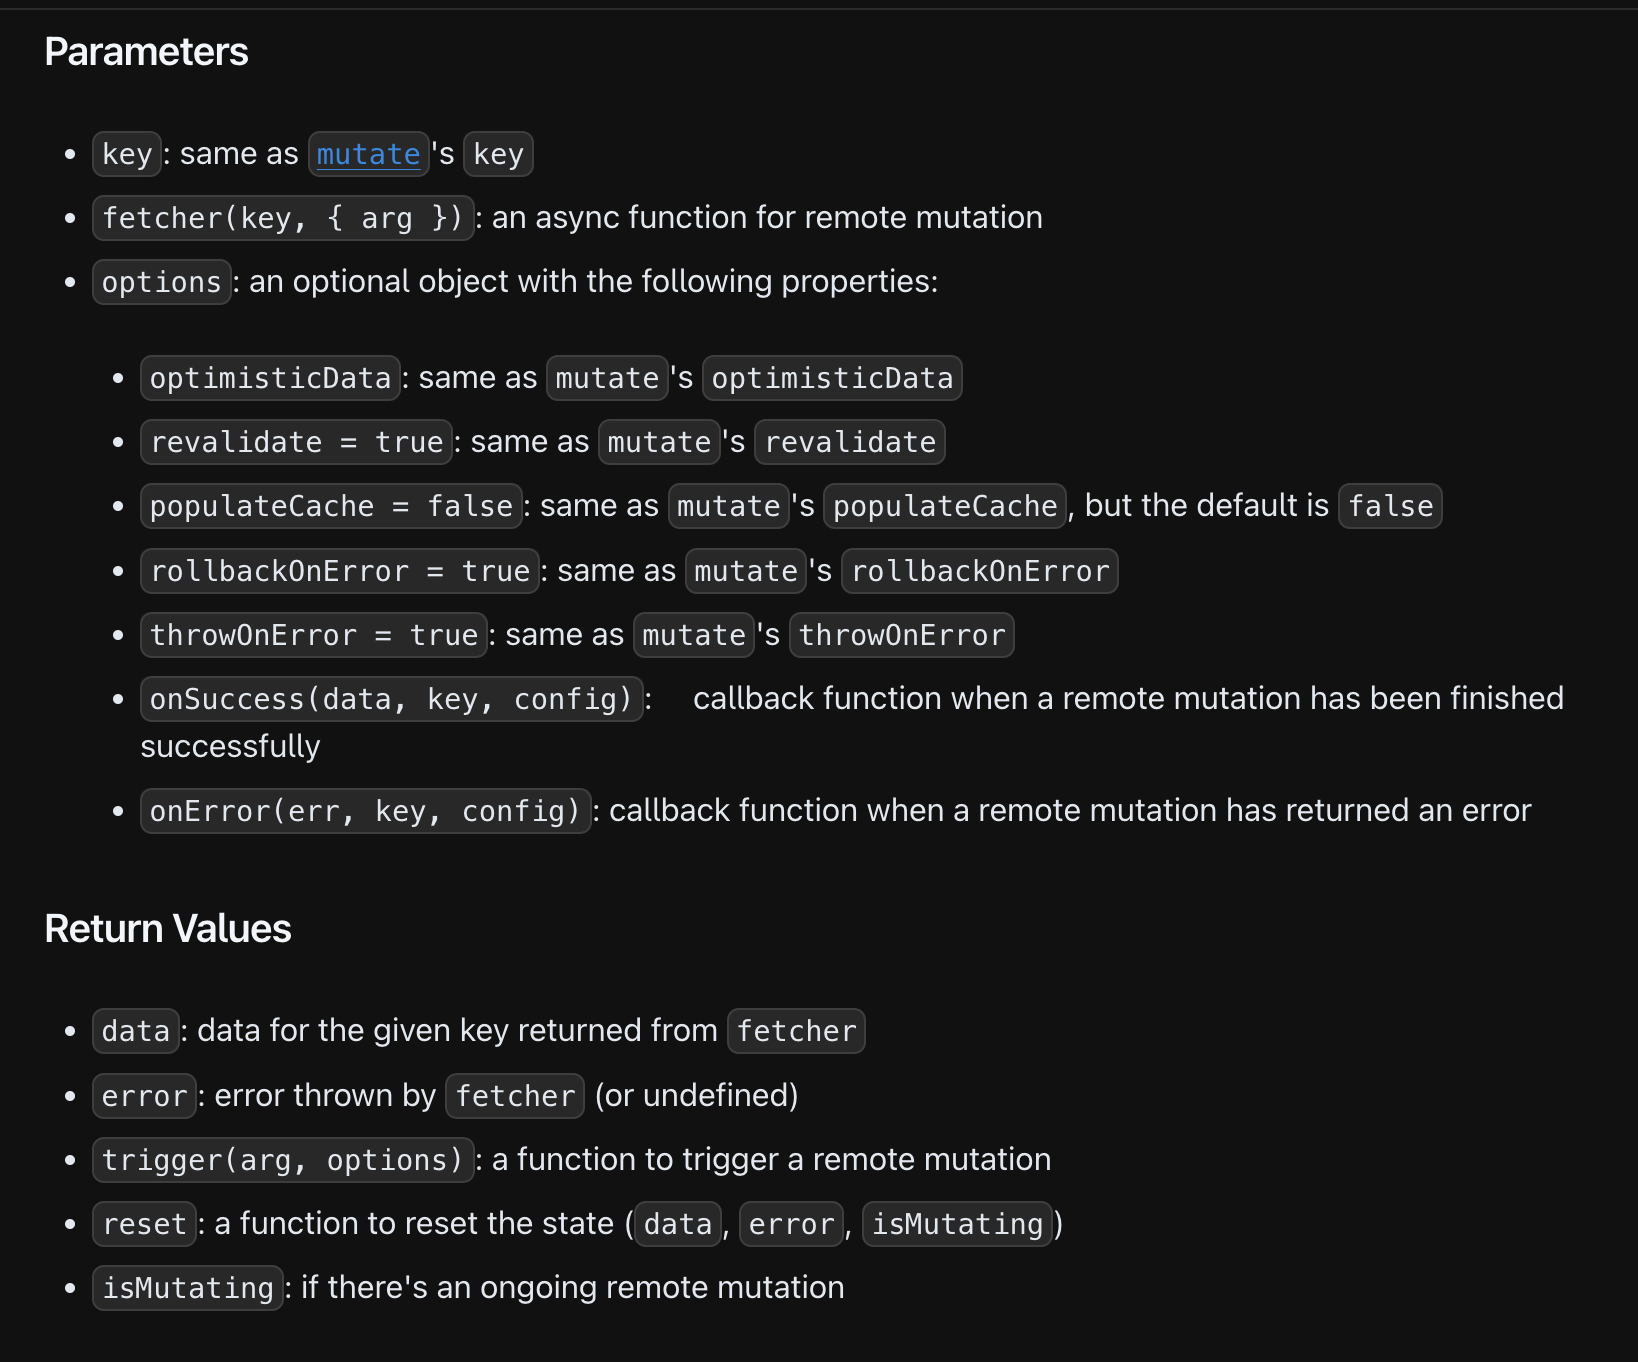 Parameters
key: same as mutate's key
fetcher(key, { arg }): an async function for remote mutation
options: an optional object with the following properties:
optimisticData: same as mutate's optimisticData
revalidate = true: same as mutate's revalidate
populateCache = false: same as mutate's populateCache, but the default is false
rollbackOnError = true: same as mutate's rollbackOnError
throwOnError = true: same as mutate's throwOnError
onSuccess(data, key, config): callback function when a remote mutation has been finished
successfully
onError(err, key, config): callback function when a remote mutation has returned an error
Return Values
data: data for the given key returned from fetcher
error: error thrown by fetcher (or undefined)
trigger(arg, options): a function to trigger a remote mutation
reset: a function to reset the state (data, error, isMutating)
isMutating: if there's an ongoing remote mutation